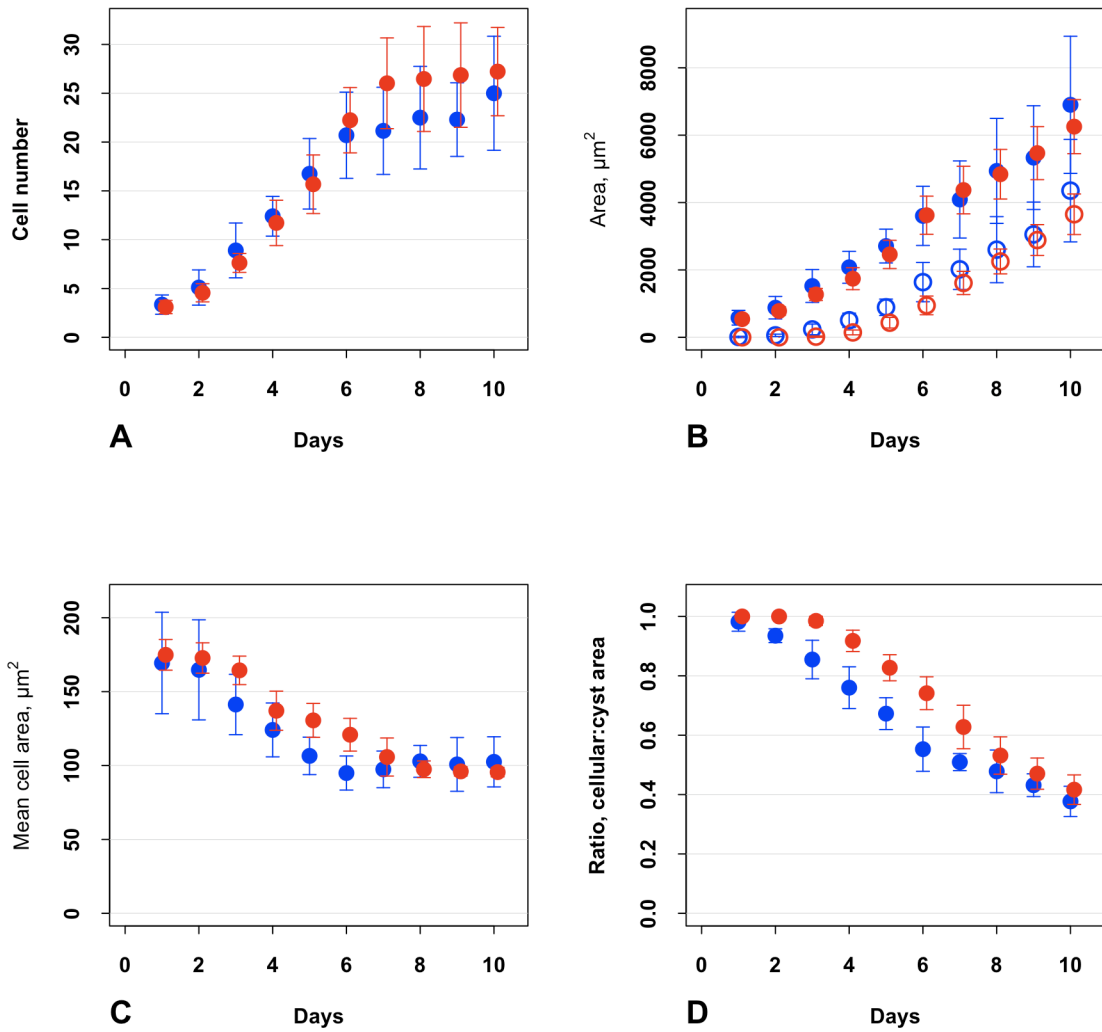 Cell number
30
25
20
15
10
5
0
0 2 4 6 8 10
A
Days
Area, μm²
8000
6000
4000
2000
0
0 2 4 6 8 10
B
Days
Mean cell area, μm²
200
150
100
50
0
0 2 4 6 8 10
C
Days
Ratio, cellular:cyst area
1.0
0.8
0.6
0.4
0.2
0.0
0 2 4 6 8 10
D
Days